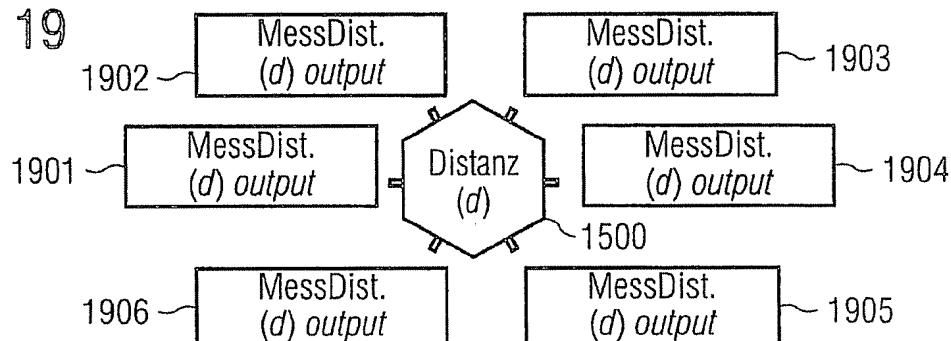 19
1902
MessDist.
(d) output
MessDist.
(d) output
1903
1901
MessDist.
(d) output
Distanz
(d)
MessDist.
(d) output
1904
1500
1906
MessDist.
(d) output
MessDist.
(d) output
1905